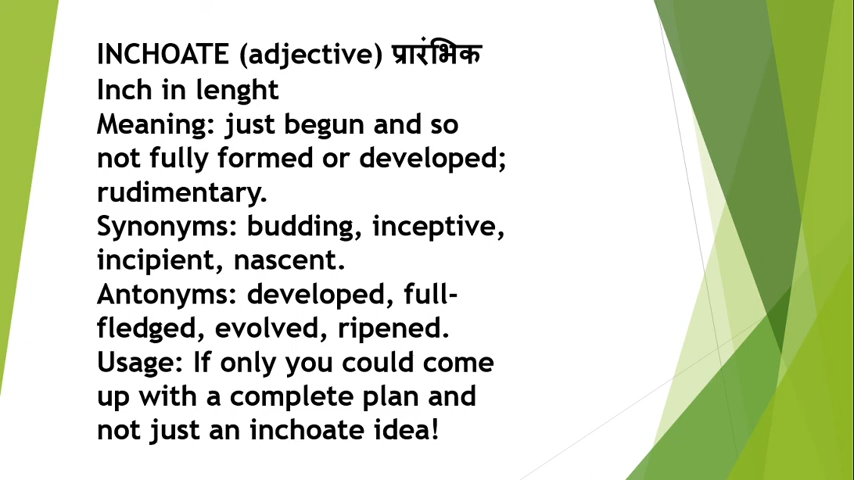 INCHOATE (adjective) प्रारंभिक
Inch in lenght
Meaning: just begun and so
not fully formed or developed;
rudimentary.
Synonyms: budding, inceptive,
incipient, nascent.
Antonyms: developed, full-
fledged, evolved, ripened.
Usage: If only you could come
up with a complete plan and
not just an inchoate idea!